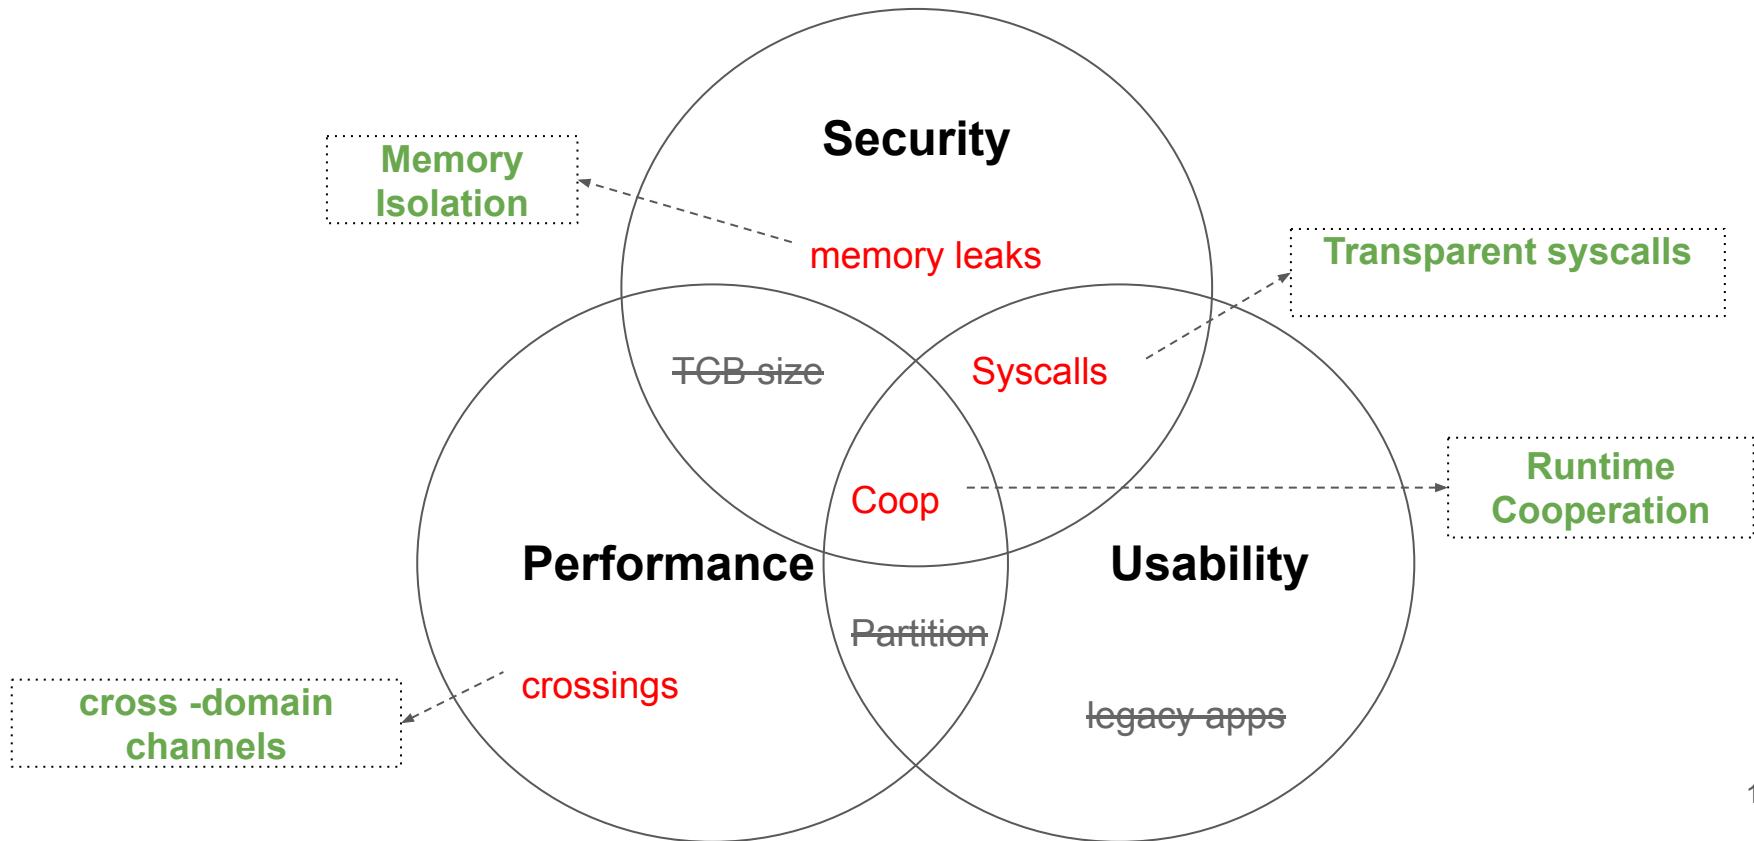 Security
Memory
Isolation
memory leaks
Transparent syscalls
TCB size
Syscalls
Coop
Runtime
Cooperation
Performance
Usability
Partition
crossings
cross -domain
channels
legacy apps
1